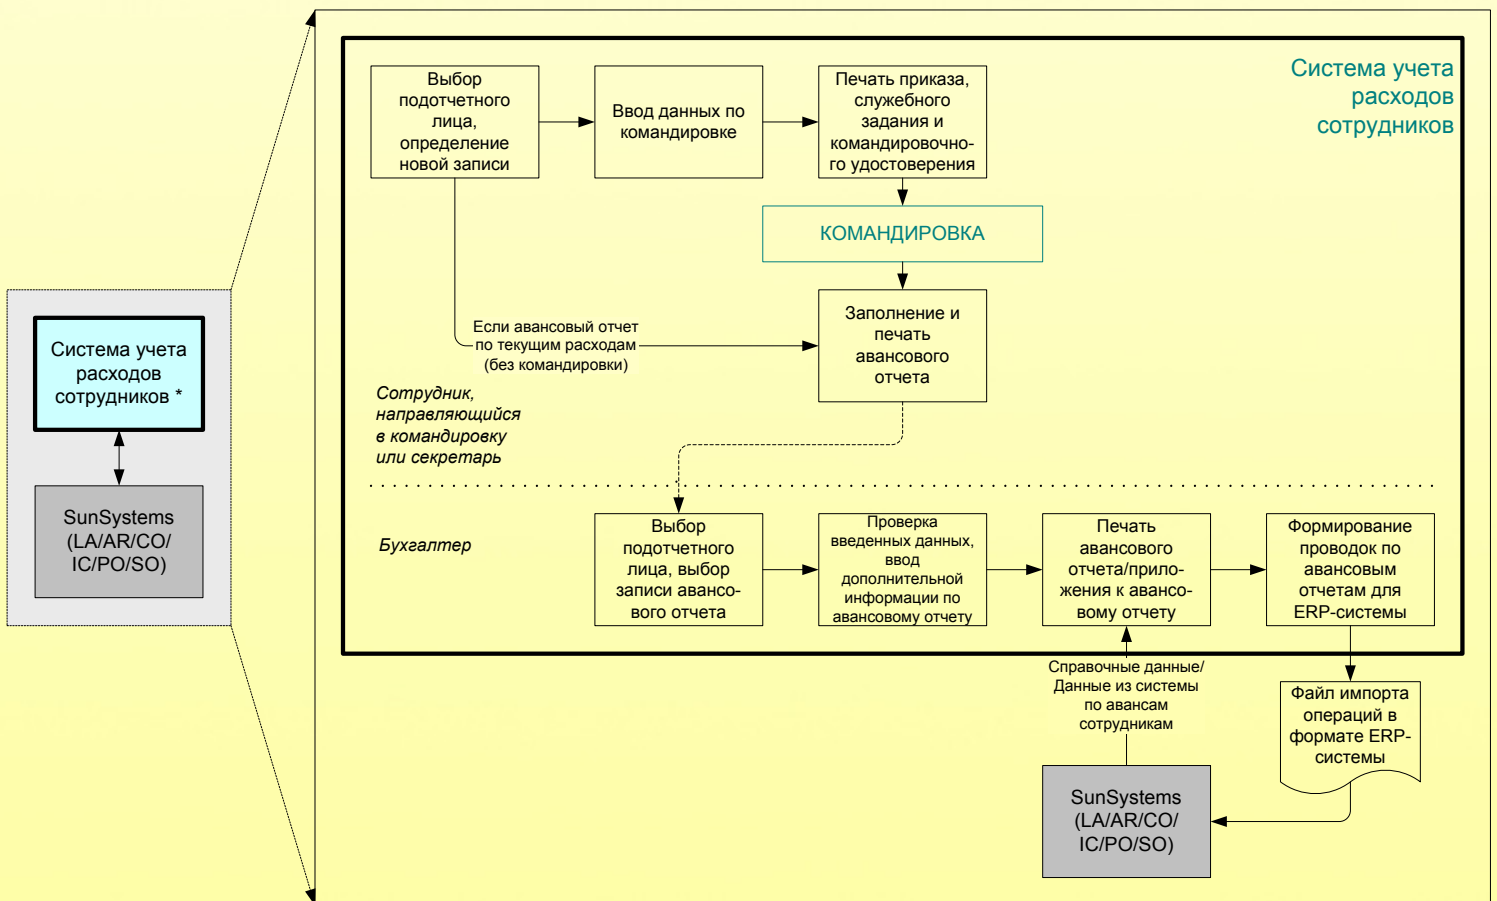 Система учета
расходов
сотрудников
Выбор
подотчетного
лица,
определение
новой записи
Ввод данных по
командировке
Печать приказа,
служебного
задания и
командировочно-
го удостоверения
КОМАНДИРОВКА
Заполнение и
печать
авансового
отчета
Если авансовый отчет
по текущим расходам
(без командировки)
Сотрудник,
направляющийся
в командировку
или секретарь
Система учета
расходов
сотрудников *
SunSystems
(LA/AR/CO/
IC/PO/SO)
Бухгалтер
Выбор
подотчетного
лица, выбор
записи авансо-
вого отчета
Проверка
введенных данных,
ввод
дополнительной
информации по
авансовому отчету
Печать
авансового
отчета/прило-
жения к авансо-
вому отчету
Формирование
проводок по
авансовым
отчетам для
ERP-системы
Справочные данные/
Данные из системы
по авансам
сотрудникам
Файл импорта
операций в
формате ERP-
системы
SunSystems
(LA/AR/CO/
IC/PO/SO)